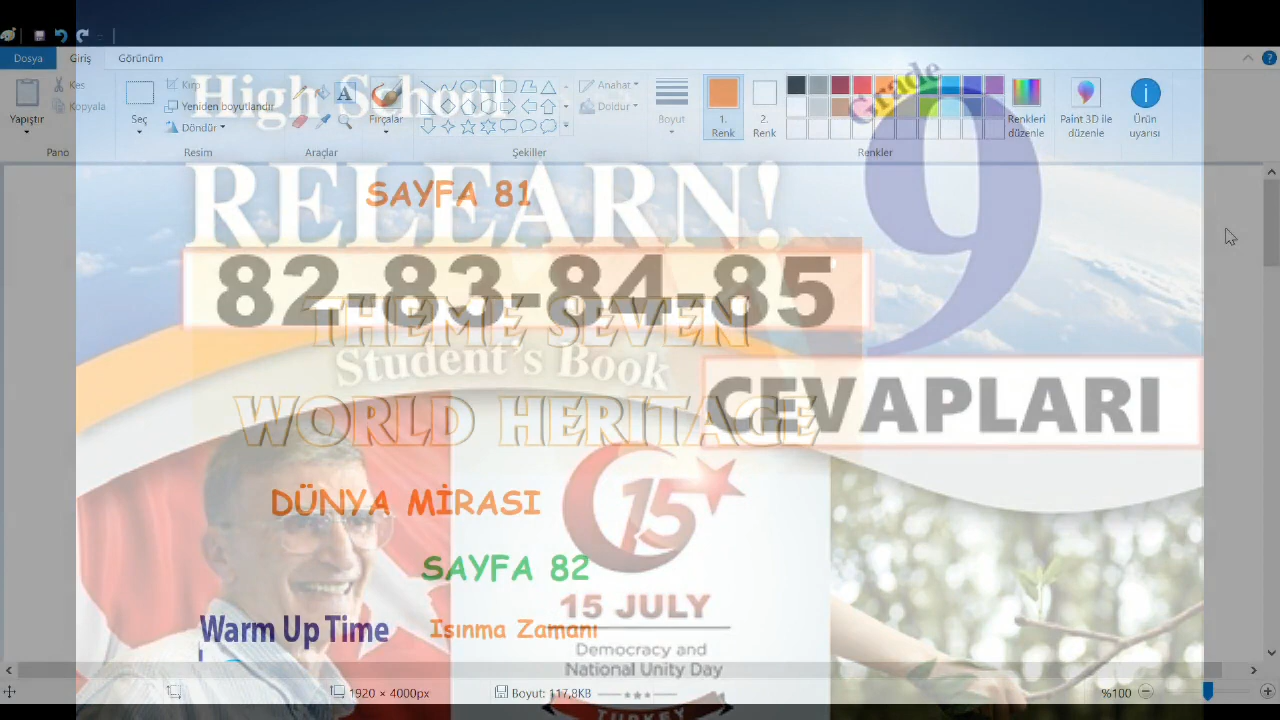 Dosya Giriş Görünüm
Yapıştır Kes Kopyala
Seç Kırp Yeniden boyutlandır Döndür
Fırçalar
Anahat Doldur
Boyut 1. Renk 2. Renk
Renkleri düzenle Paint 3D ile düzenle Ürün uyarısı
Pano Resim Araçlar Şekiller Renkler
High School
Grade
9
SAYFA 81
RELEARN!
82-83-84-85
THEME SEVEN
Student's Book
CEVAPLARI
WORLD HERITAGE
DÜNYA MİRASI
15
SAYFA 82
15 JULY
Warm Up Time Isınma Zamanı
Democracy and
National Unity Day
1920 × 4000px Boyut: 117,8KB %100
TURKEY